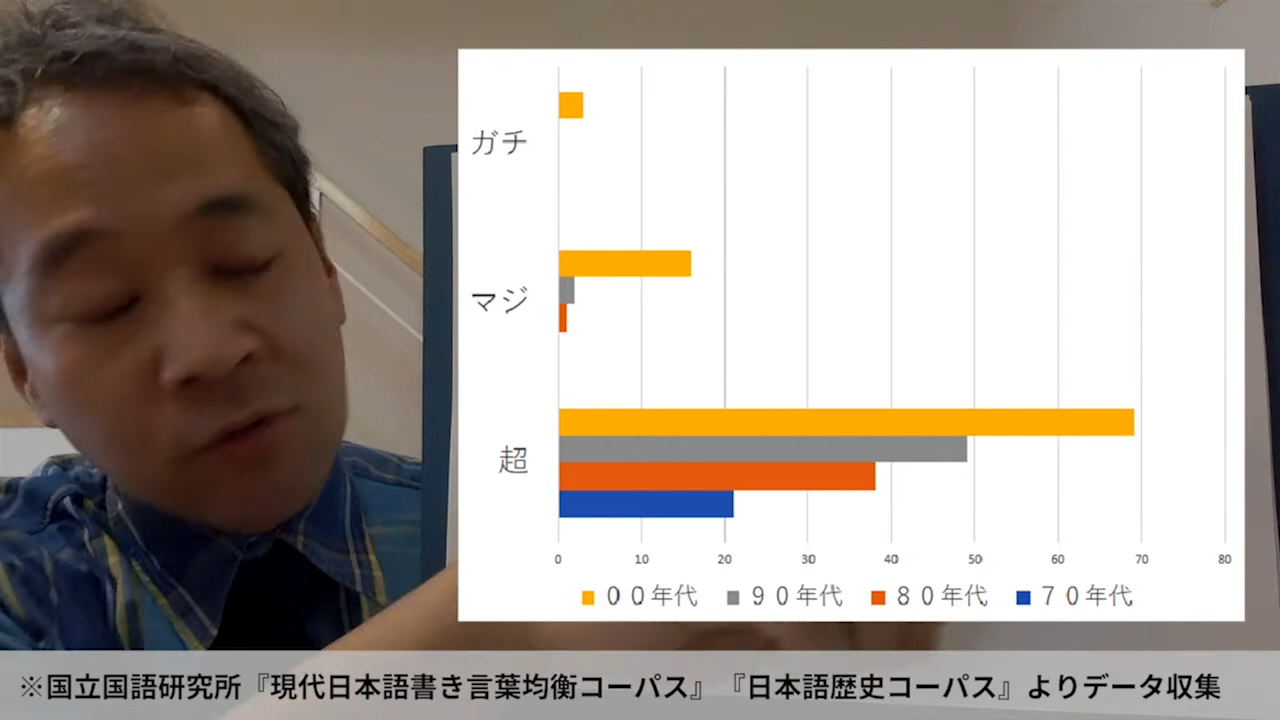 ガチ
マジ
超
0 10 20 30 40 50 60 70 80
００年代 ９０年代 ８０年代 ７０年代
※国立国語研究所『現代日本語書き言葉均衡コーパス』『日本語歴史コーパス』よりデータ収集